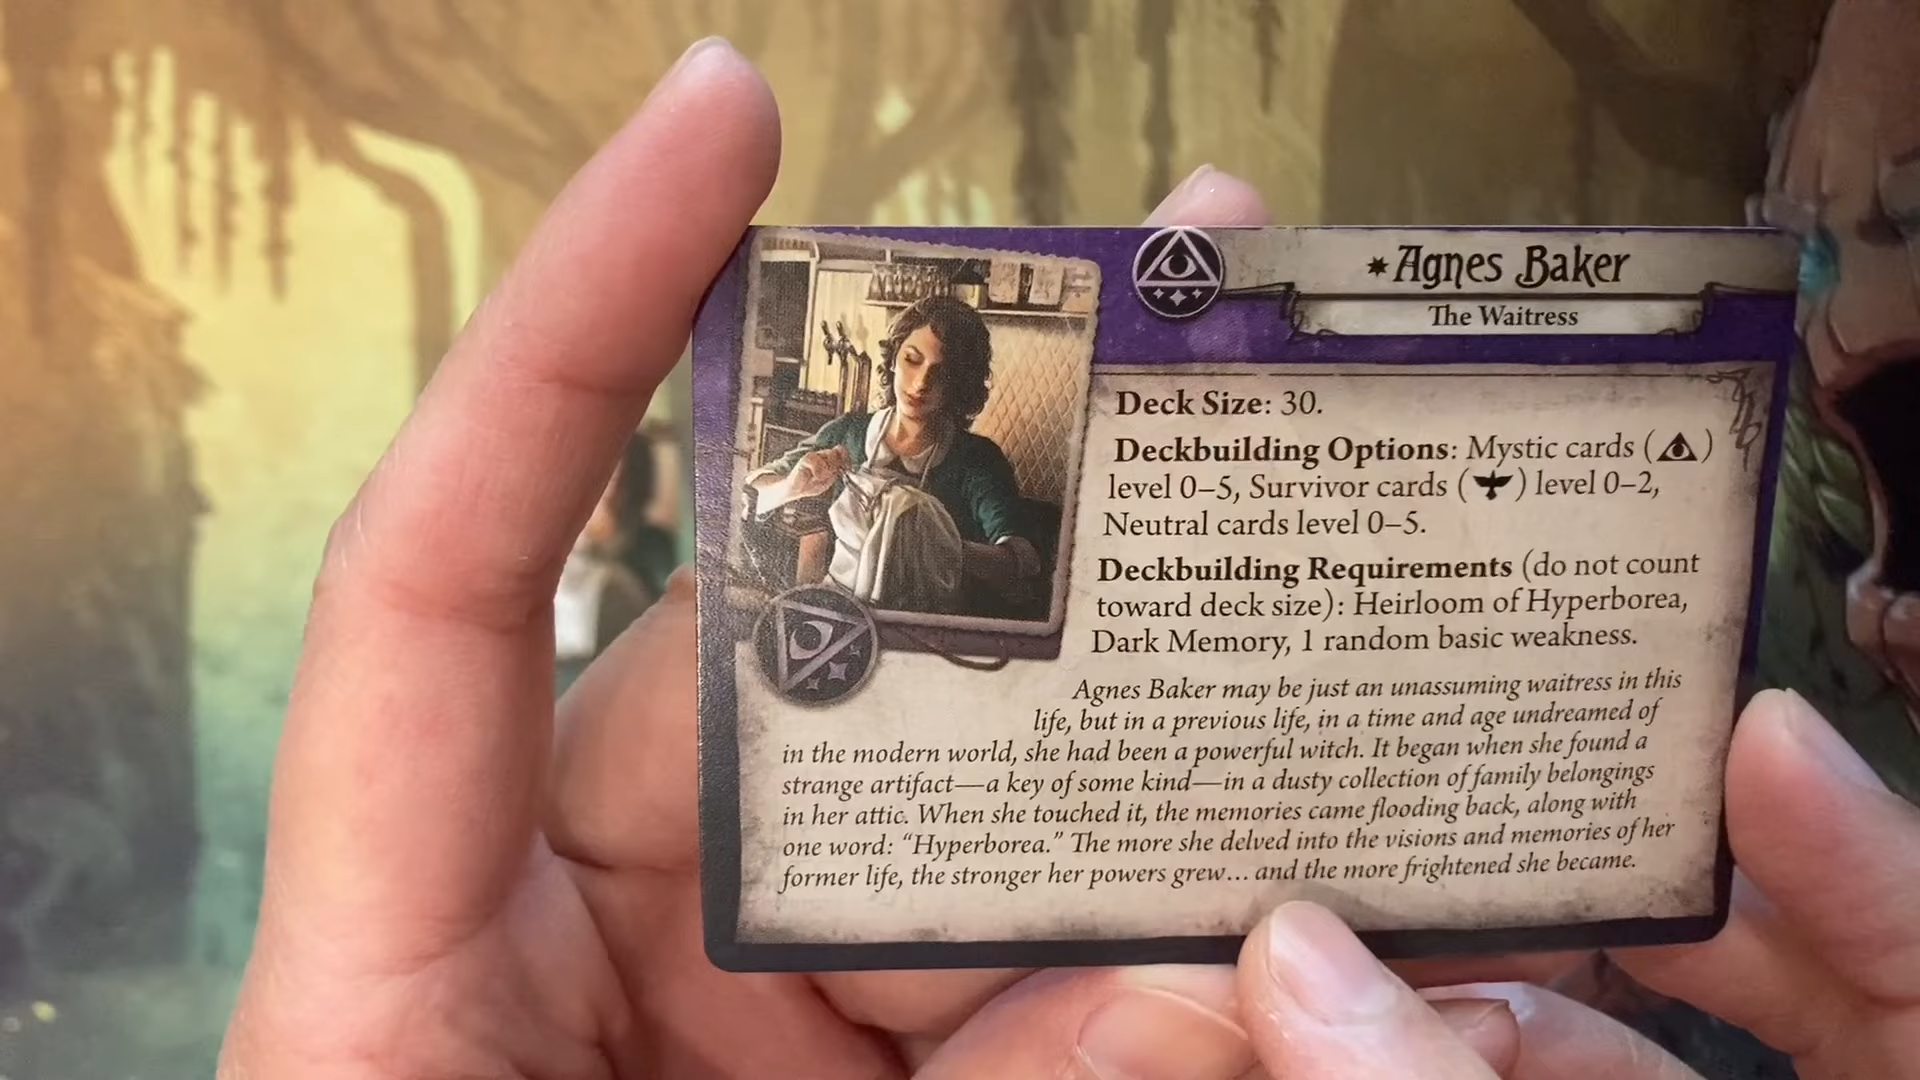 Agnes Baker
The Waitress
Deck Size: 30.
Deckbuilding Options: Mystic cards ( )
level 0–5, Survivor cards ( ) level 0–2,
Neutral cards level 0–5.
Deckbuilding Requirements (do not count
toward deck size): Heirloom of Hyperborea,
Dark Memory, 1 random basic weakness.
Agnes Baker may be just an unassuming waitress in this
life, but in a previous life, in a time and age undreamed of
in the modern world, she had been a powerful witch. It began when she found a
strange artifact—a key of some kind—in a dusty collection of family belongings
in her attic. When she touched it, the memories came flooding back, along with
one word: “Hyperborea.” The more she delved into the visions and memories of her
former life, the stronger her powers grew… and the more frightened she became.